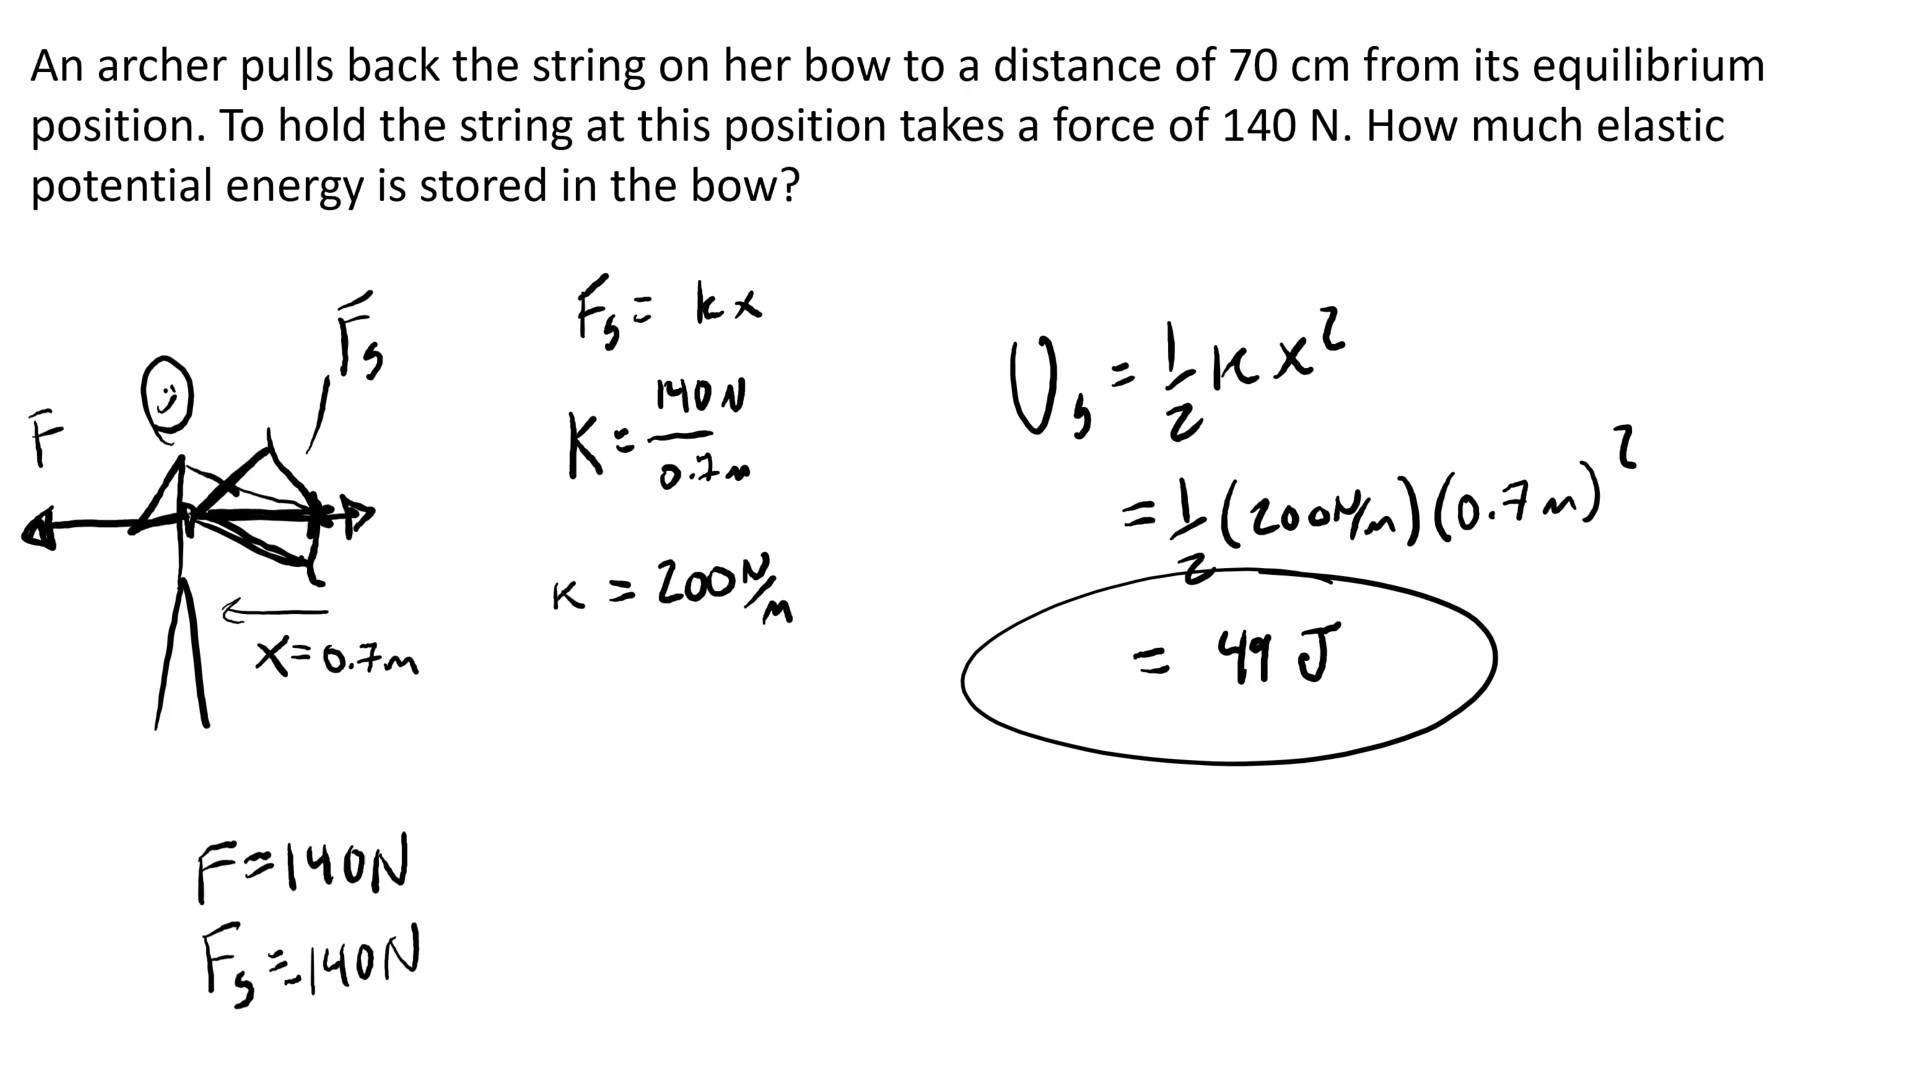 An archer pulls back the string on her bow to a distance of 70 cm from its equilibrium
position. To hold the string at this position takes a force of 140 N. How much elastic
potential energy is stored in the bow?
F
Fs
x=0.7m
F=140N
Fs=140N
Fs = kx
K=140N/0.7m
K = 200N/m
Us = 1/2 k x²
= 1/2 (200N/m)(0.7m)²
= 49 J